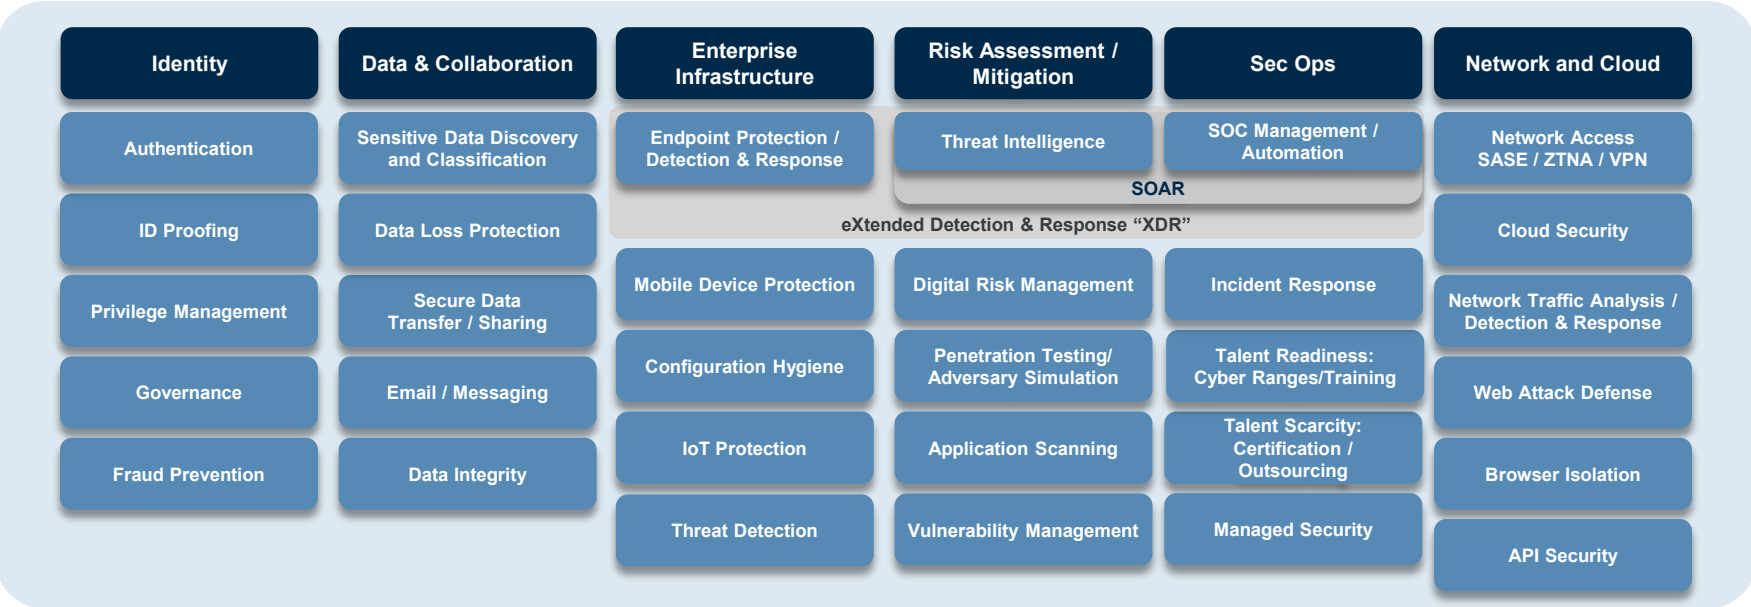 Identity
Authentication
ID Proofing
Privilege Management
Governance
Fraud Prevention
Data & Collaboration
Sensitive Data Discovery
and Classification
Data Loss Protection
Secure Data
Transfer / Sharing
Email / Messaging
Data Integrity
Enterprise
Infrastructure
Endpoint Protection /
Detection & Response
Risk Assessment /
Mitigation
Threat Intelligence
Sec Ops
SOC Management /
Automation
SOAR
eXtended Detection & Response “XDR”
Mobile Device Protection
Configuration Hygiene
IoT Protection
Threat Detection
Digital Risk Management
Penetration Testing/
Adversary Simulation
Application Scanning
Vulnerability Management
Incident Response
Talent Readiness:
Cyber Ranges/Training
Talent Scarcity:
Certification /
Outsourcing
Managed Security
Network and Cloud
Network Access
SASE / ZTNA / VPN
Cloud Security
Network Traffic Analysis /
Detection & Response
Web Attack Defense
Browser Isolation
API Security